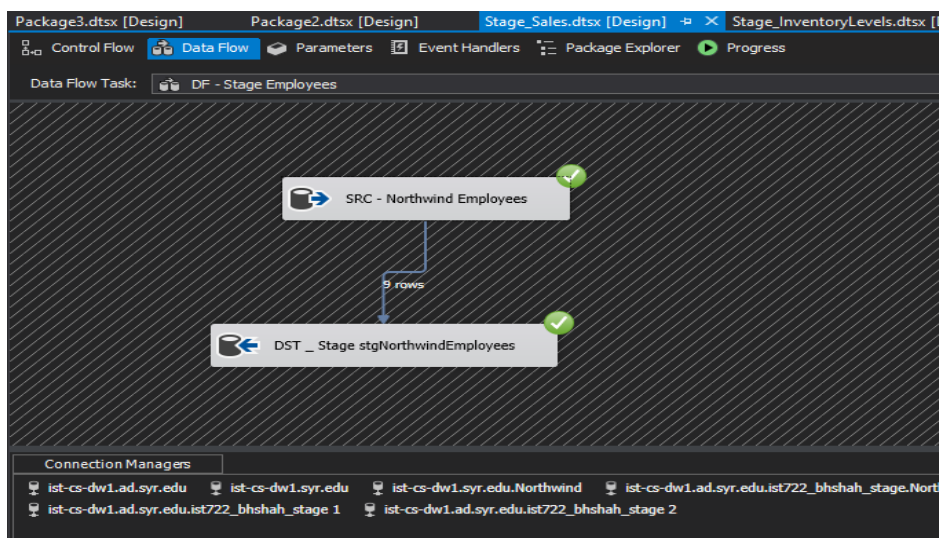 Package3.dtsx [Design] Package2.dtsx [Design] Stage_Sales.dtsx [Design] Stage_InventoryLevels.dtsx
Control Flow Data Flow Parameters Event Handlers Package Explorer Progress
Data Flow Task: DF - Stage Employees
SRC - Northwind Employees
9 rows
DST _ Stage stgNorthwindEmployees
Connection Managers
ist-cs-dw1.ad.syr.edu ist-cs-dw1.syr.edu ist-cs-dw1.syr.edu.Northwind ist-cs-dw1.ad.syr.edu.ist722_bhshah_stage.Nort
ist-cs-dw1.ad.syr.edu.ist722_bhshah_stage 1 ist-cs-dw1.ad.syr.edu.ist722_bhshah_stage 2